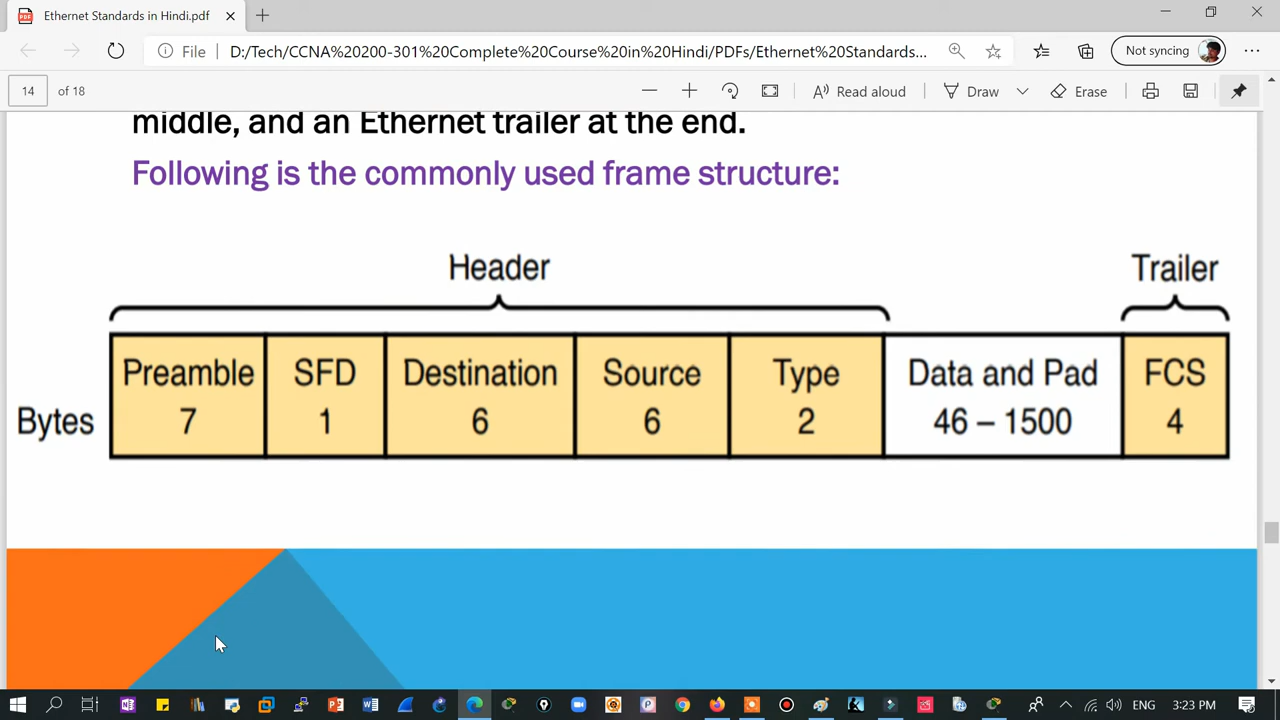 Ethernet Standards in Hindi.pdf
File D:/Tech/CCNA%20200-301%20Complete%20Course%20in%20Hindi/PDFs/Ethernet%20Standards...
Not syncing
14 of 18
Read aloud
Draw
Erase
middle, and an Ethernet trailer at the end.
Following is the commonly used frame structure:
Header Trailer
Preamble SFD Destination Source Type Data and Pad FCS
Bytes 7 1 6 6 2 46 – 1500 4
ENG 3:23 PM